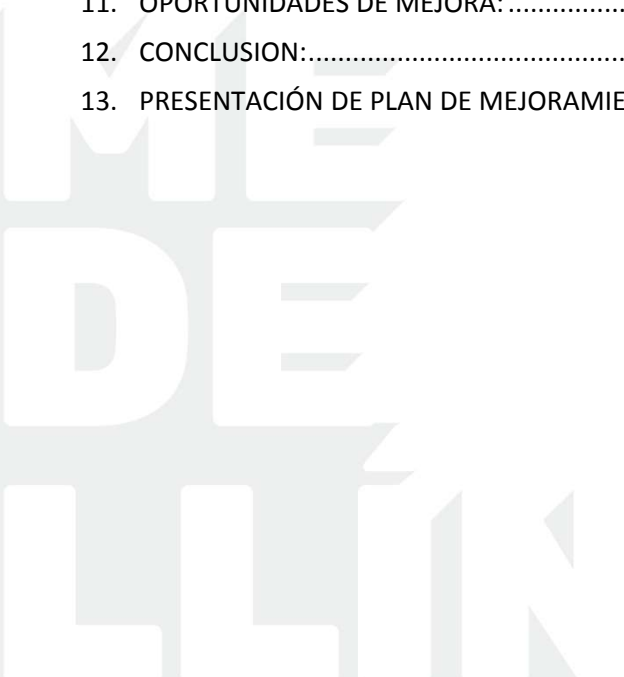 11. OPORTUNIDADES DE MEJORA:................
12. CONCLUSION:........................................
13. PRESENTACIÓN DE PLAN DE MEJORAMIE
ME
DE
LLÍN